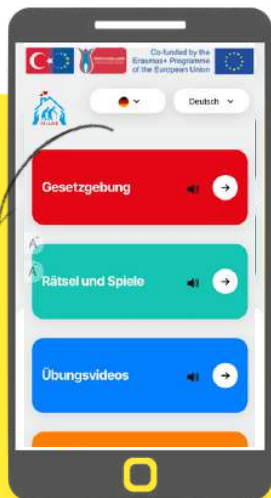 Co-funded by the
Erasmus+ Programme
of the European Union
Deutsch
Gesetzgebung
Rätsel und Spiele
Übungsvideos